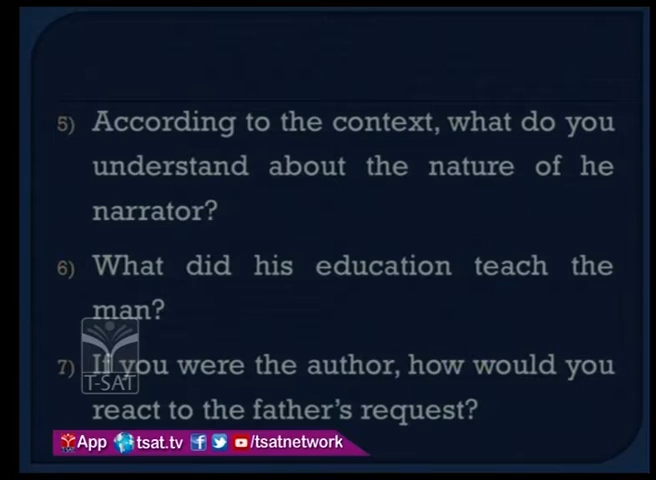 5) According to the context, what do you
understand about the nature of he
narrator?
6) What did his education teach the
man?
7) If you were the author, how would you
react to the father's request?
T-SAT
App tsat.tv /tsatnetwork